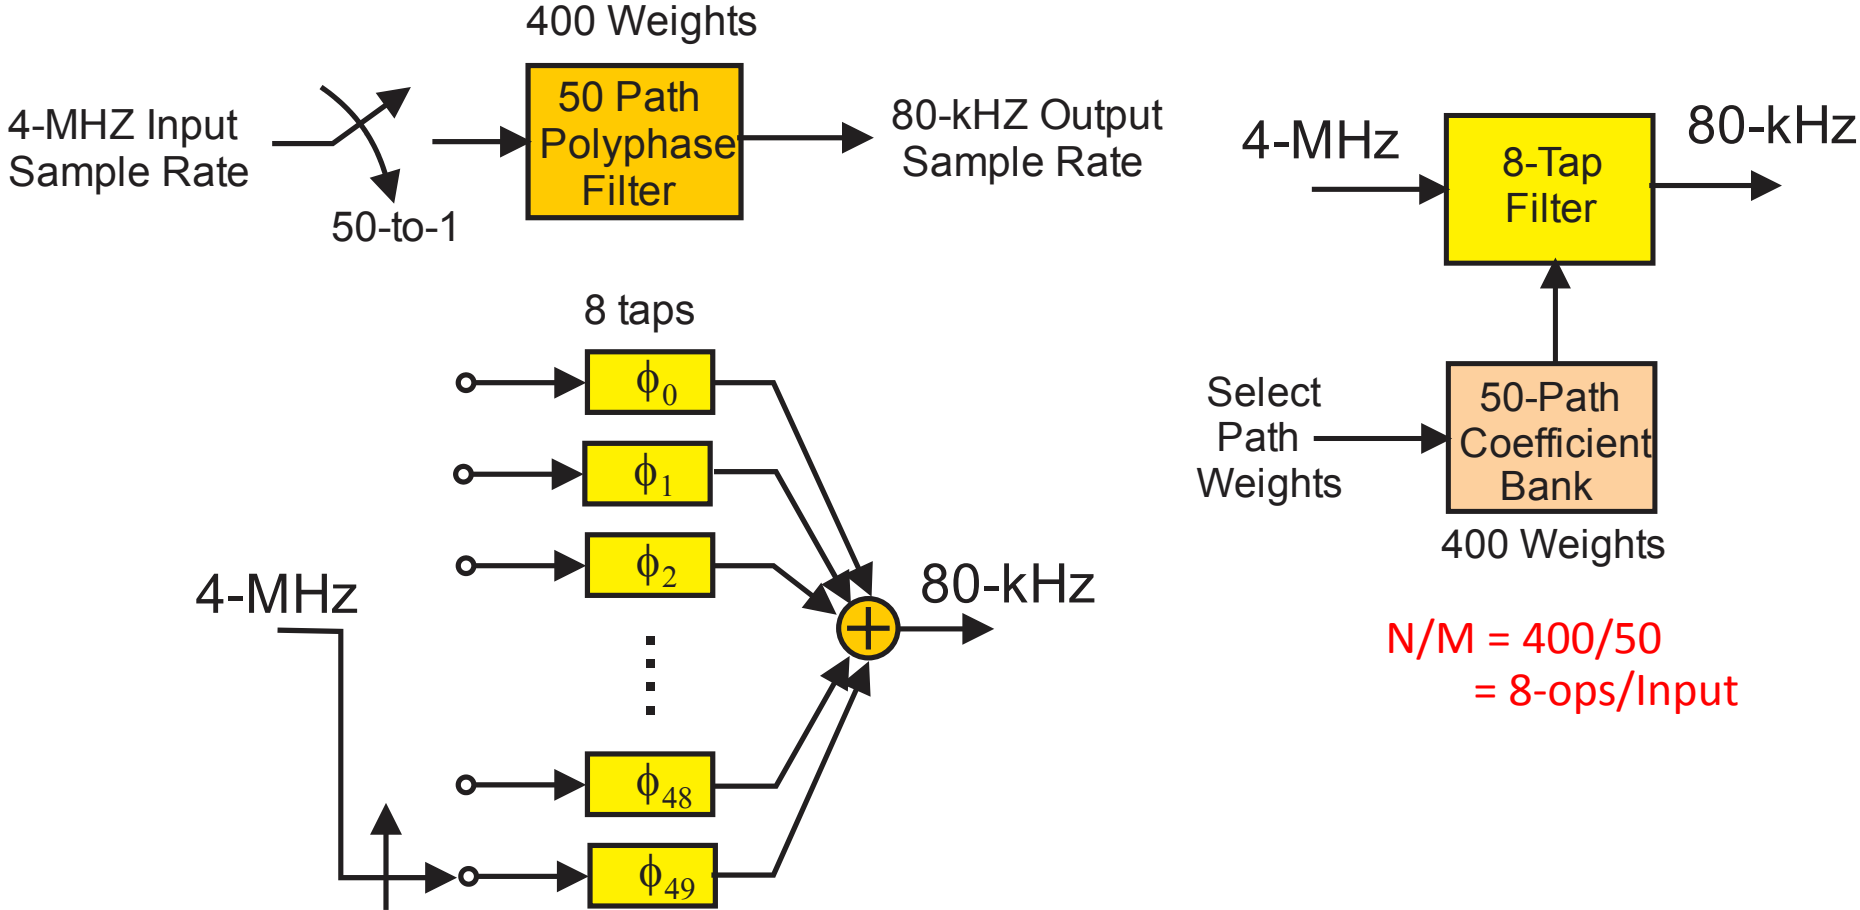 400 Weights
4-MHZ Input
Sample Rate
50-to-1
50 Path
Polyphase
Filter
80-kHZ Output
Sample Rate
8 taps
ϕ0
ϕ1
ϕ2
ϕ48
ϕ49
4-MHz
+
80-kHz
4-MHz
8-Tap
Filter
80-kHz
Select
Path
Weights
50-Path
Coefficient
Bank
400 Weights
N/M = 400/50
= 8-ops/Input